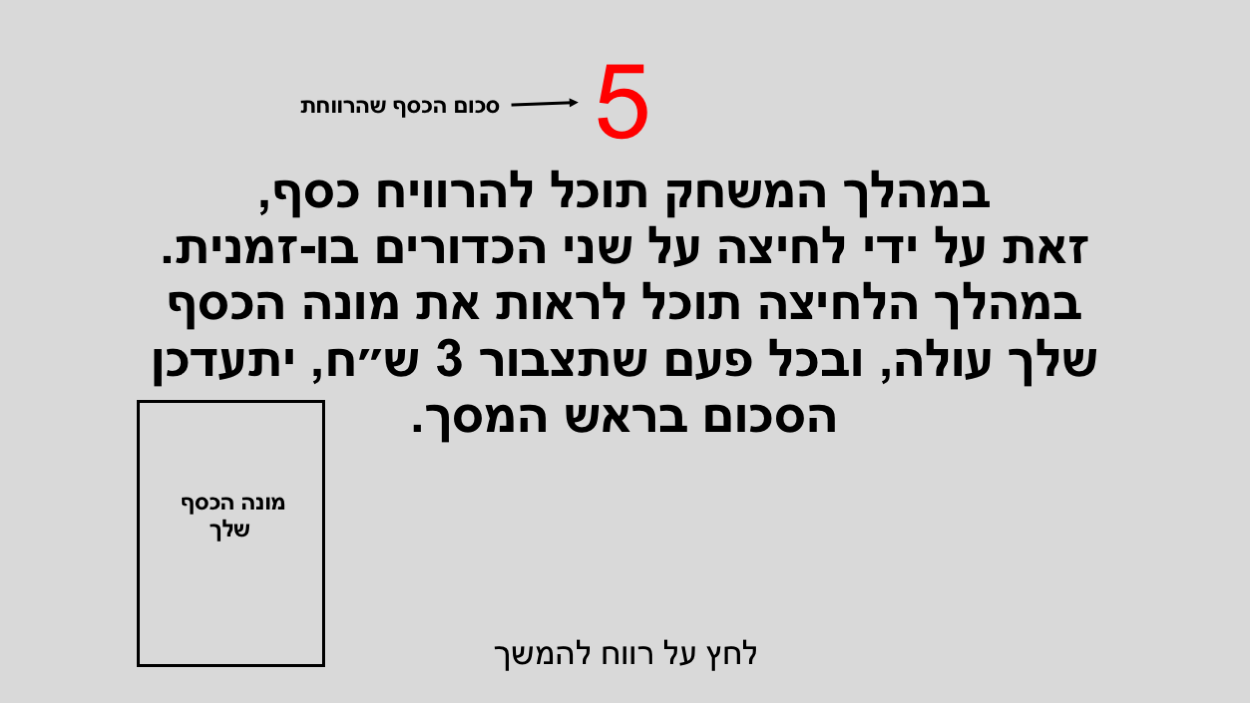 5
סכום הכסף שהרווחת
במהלך המשחק תוכל להרוויח כסף,
זאת על ידי לחיצה על שני הכדורים בו-זמנית.
במהלך הלחיצה תוכל לראות את מונה הכסף
שלך עולה, ובכל פעם שתצבור 3 ש״ח, יתעדכן
הסכום בראש המסך.
מונה הכסף
שלך
לחץ על רווח להמשך